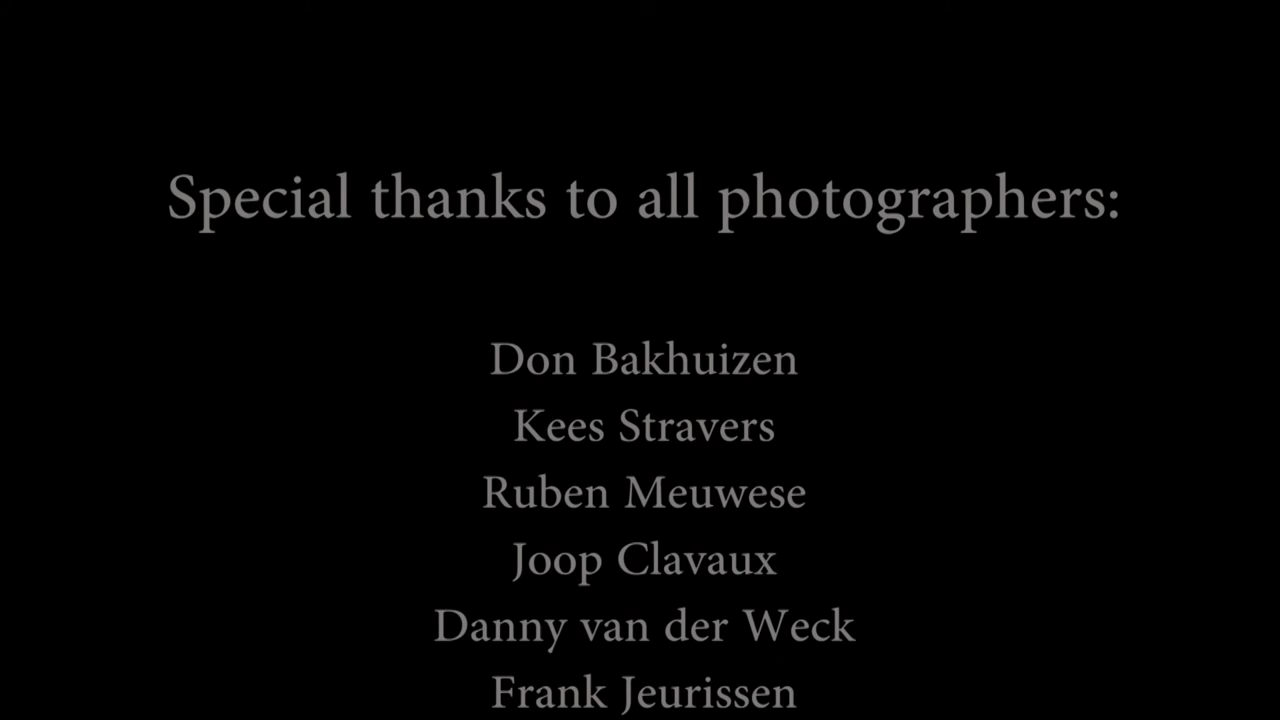 Special thanks to all photographers:
Don Bakhuizen
Kees Stravers
Ruben Meuwese
Joop Clavaux
Danny van der Weck
Frank Jeurissen